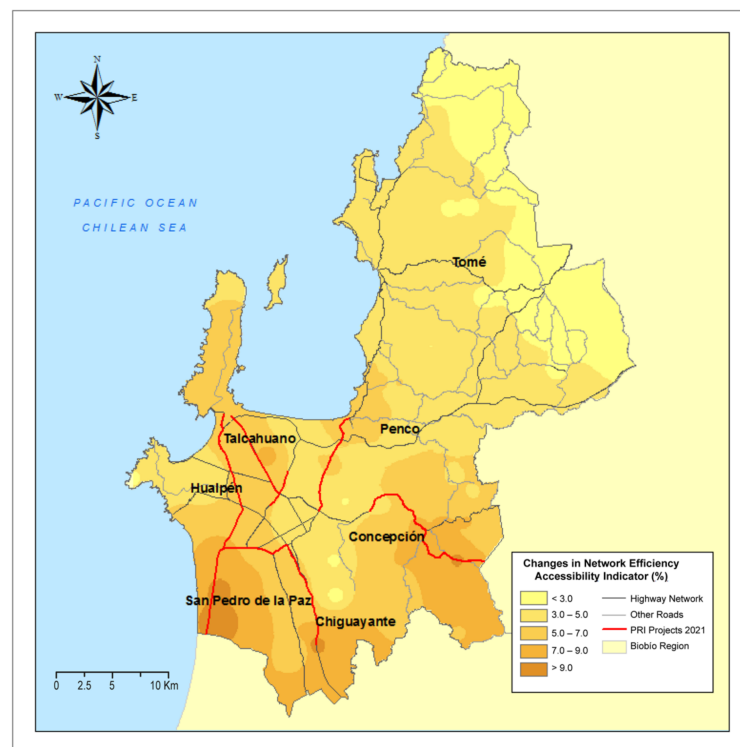 N
W E
S
PACIFIC OCEAN
CHILEAN SEA
Tomé
Penco
Talcahuano
Hualpén
Concepción
San Pedro de la Paz
Chiguayante
0 2.5 5 10 Km
Changes in Network Efficiency
Accessibility Indicator (%)
< 3.0
3.0 – 5.0
5.0 – 7.0
7.0 – 9.0
> 9.0
Highway Network
Other Roads
PRI Projects 2021
Biobío Region